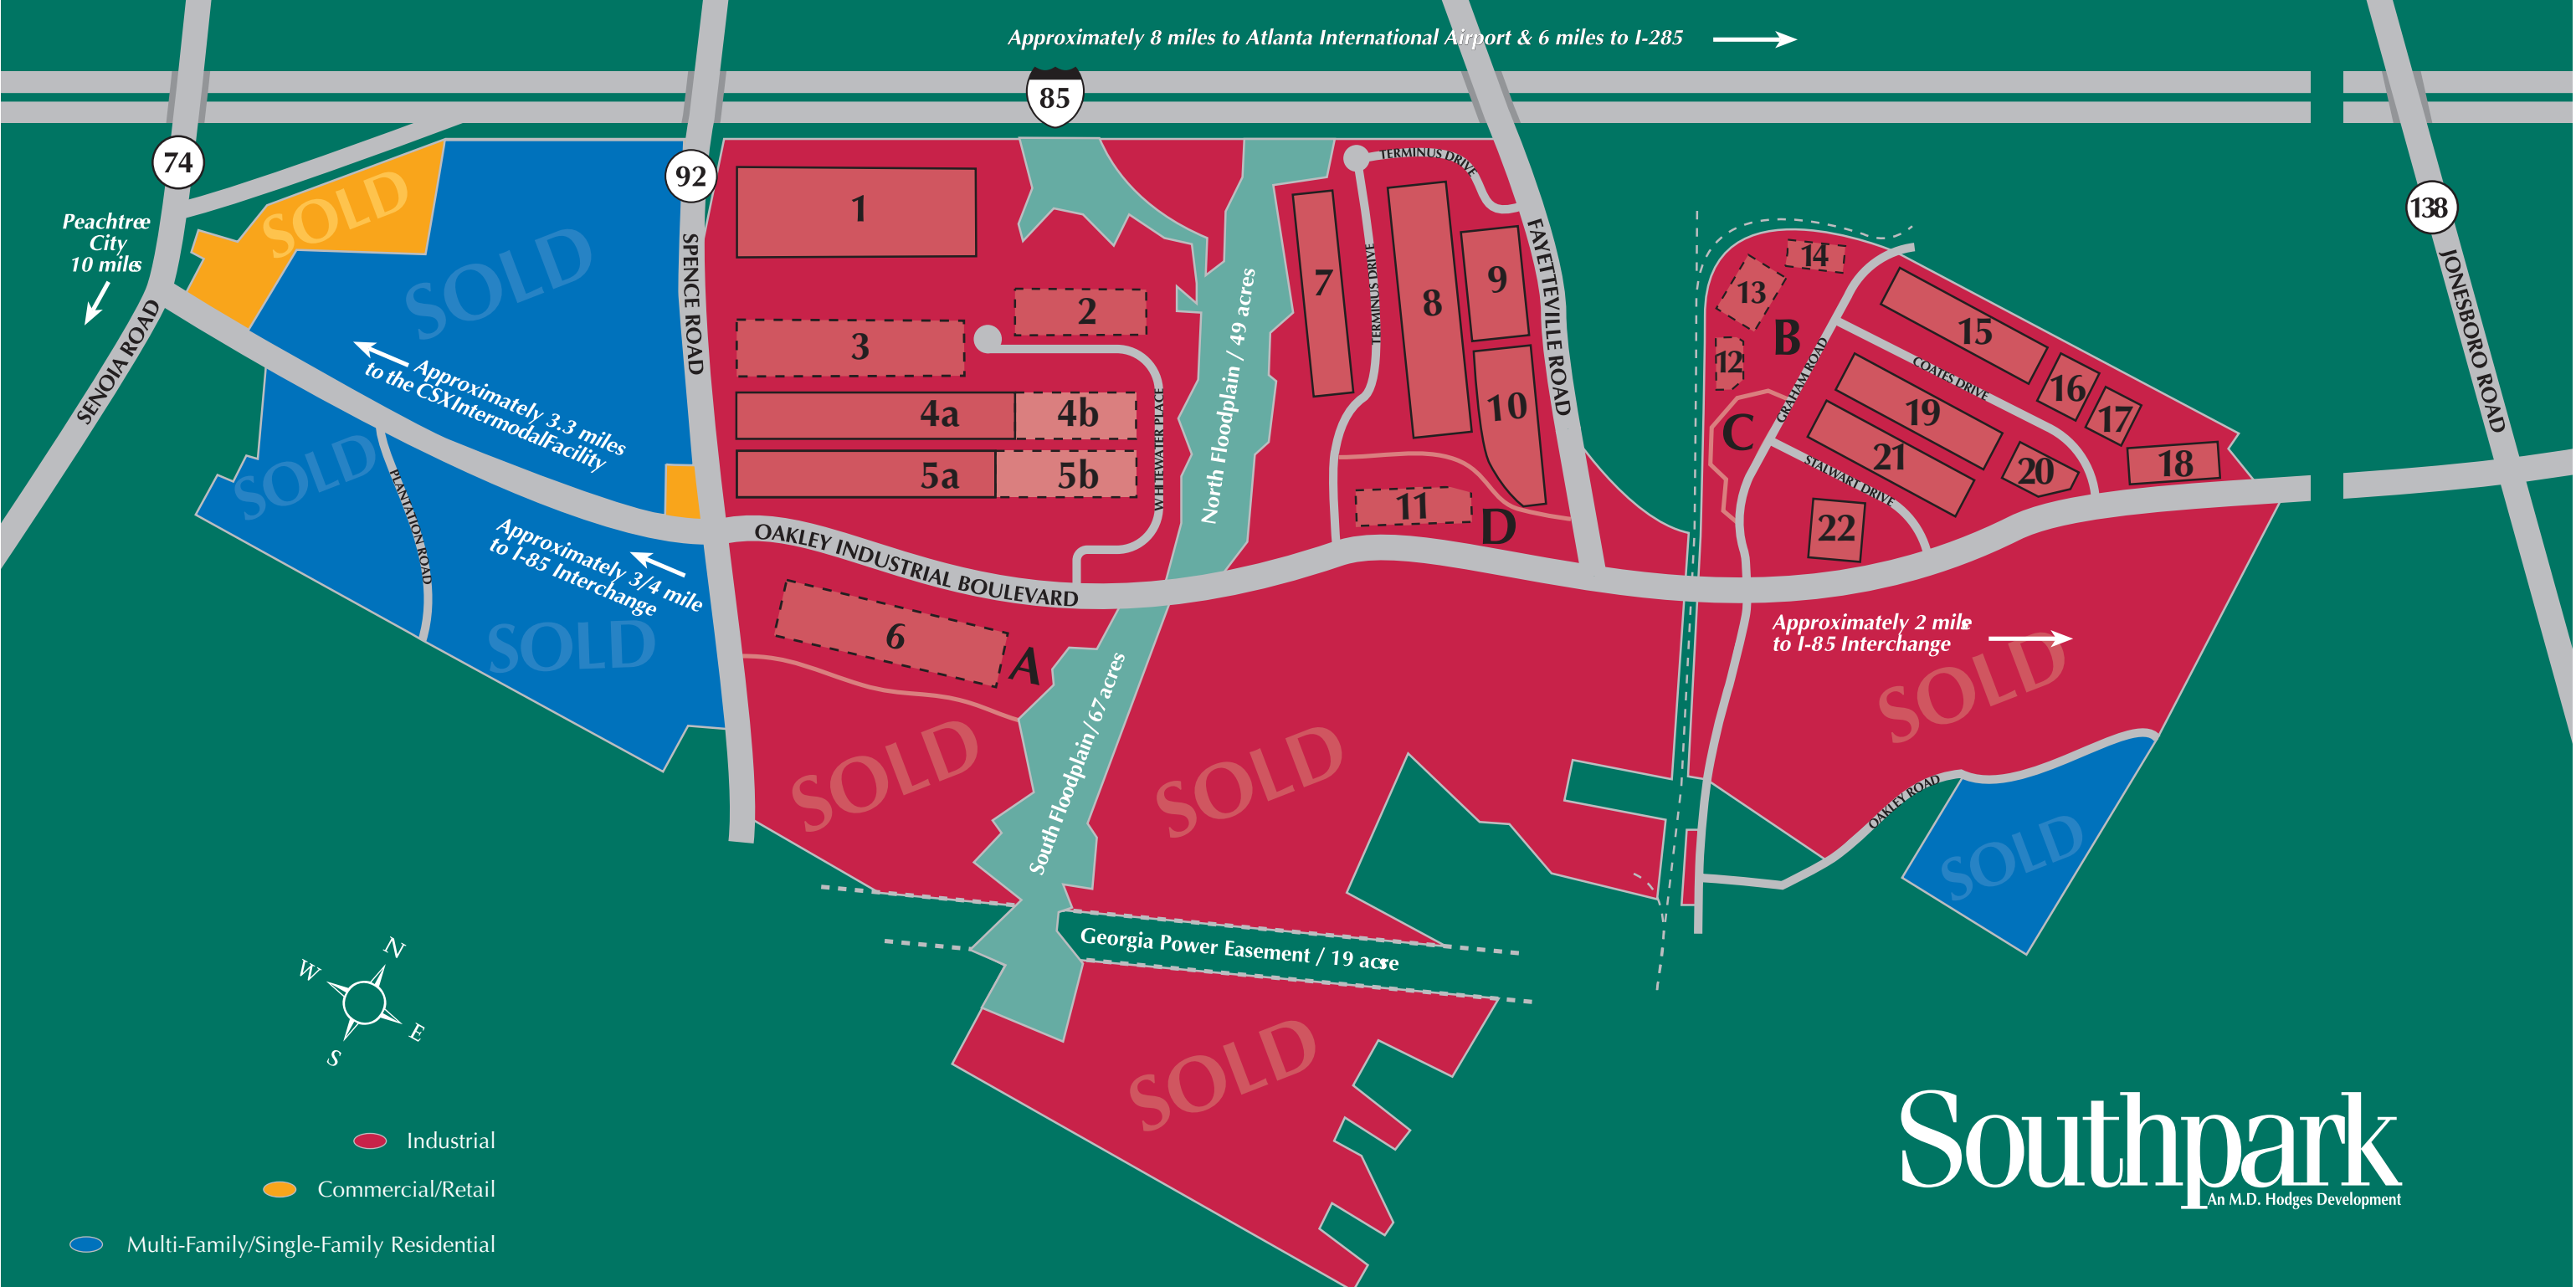 Approximately 8 miles to Atlanta International Airport & 6 miles to I-285
85
74
92
138
Peachtree
City
10 miles
SENOIA ROAD
SPENCE ROAD
FAYETTEVILLE ROAD
JONESBORO ROAD
SOLD
SOLD
SOLD
SOLD
Approximately 3.3 miles
to the CSXIntermodalFacility
PLANTATION ROAD
Approximately 3/4 mile
to I-85 Interchange
1
2
3
4a
4b
5a
5b
WHITEWATER PLACE
OAKLEY INDUSTRIAL BOULEVARD
6
A
North Floodplain / 49 acres
South Floodplain/67acres
TERMINUS DRIVE
TERMINUS DRIVE
7
8
9
10
11
D
12
13
14
B
C
GRAHAM ROAD
15
16
17
18
COATES DRIVE
19
20
21
STALWART DRIVE
22
Approximately 2 mile
to I-85 Interchange
SOLD
SOLD
SOLD
OAKLEY ROAD
SOLD
Georgia Power Easement / 19 acre
SOLD
N
W
E
S
Industrial
Commercial/Retail
Multi-Family/Single-Family Residential
Southpark
An M.D. Hodges Development